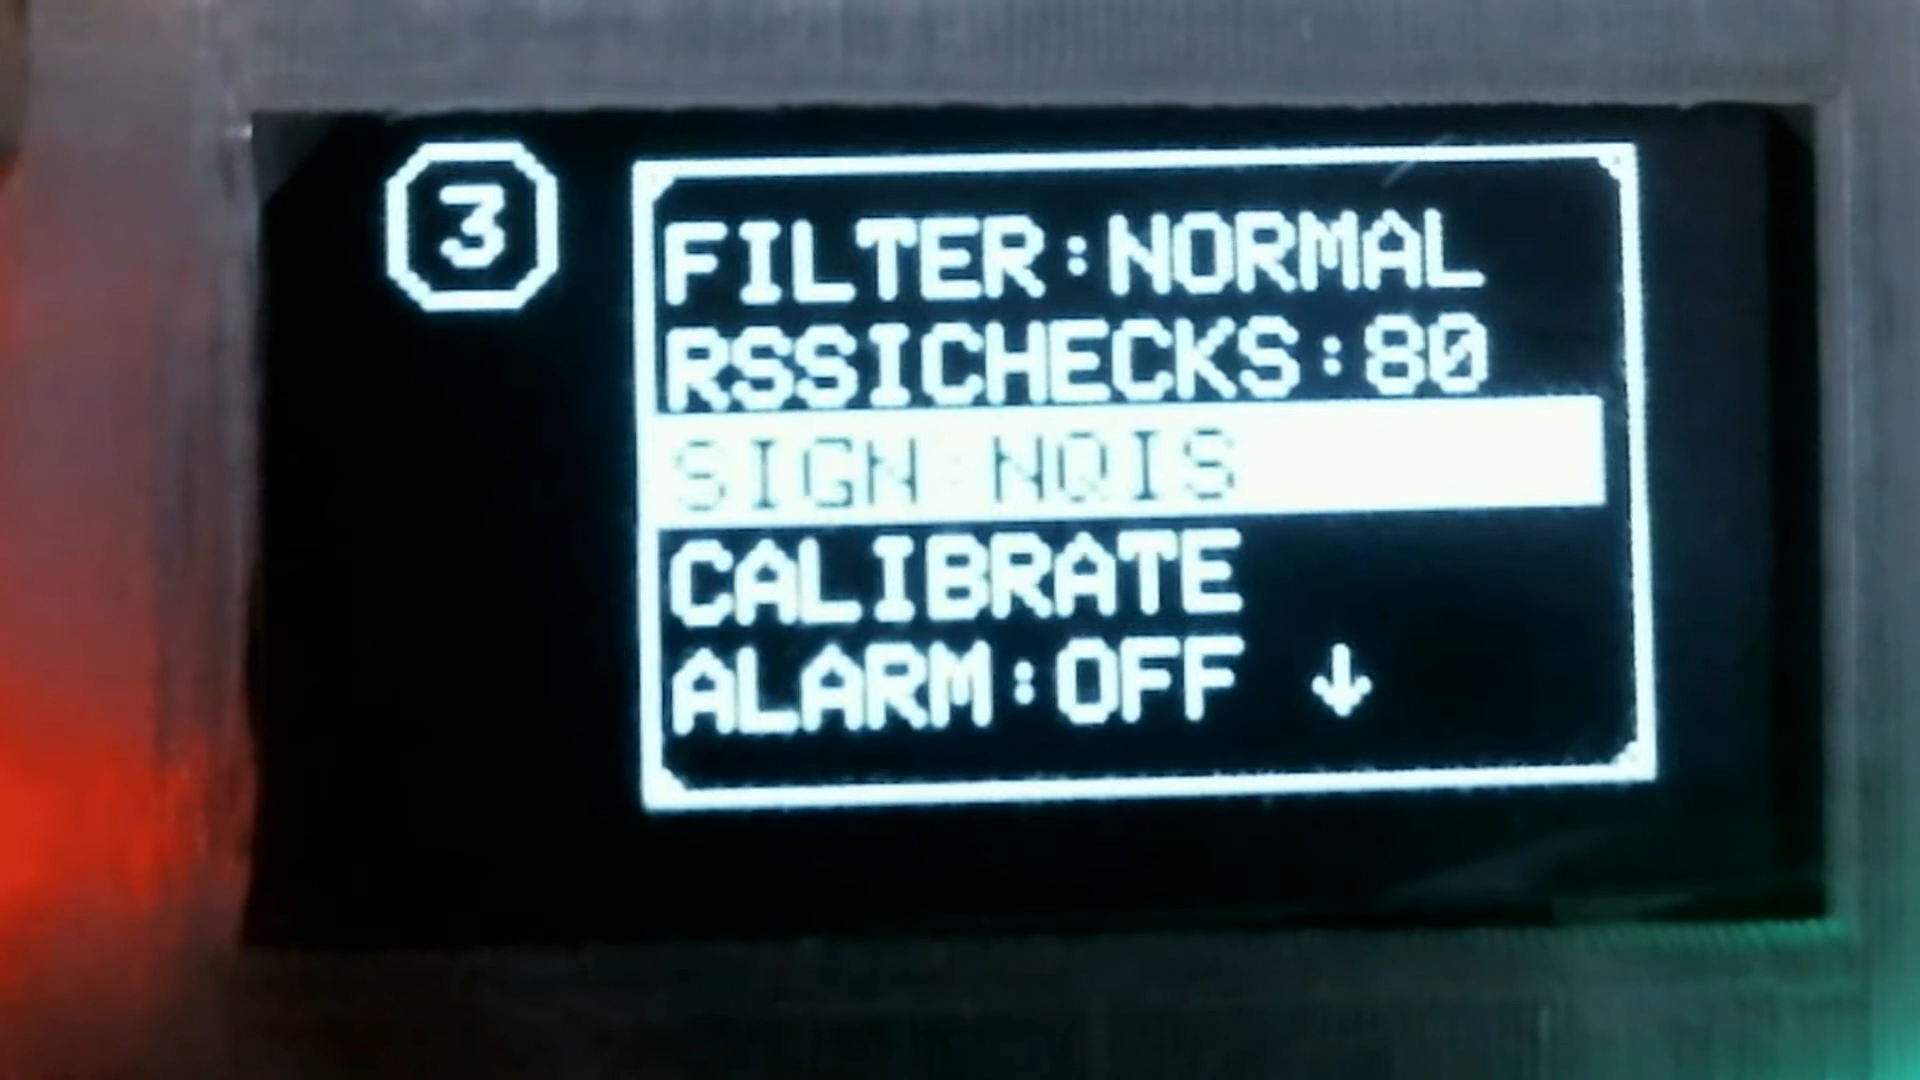 3
FILTER:NORMAL
RSSICHECKS:80
SIGN:NOIS
CALIBRATE
ALARM:OFF ↓